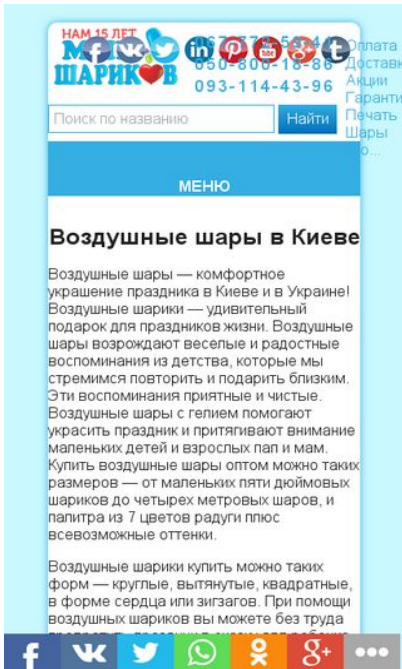 НАМ 15 ЛЕТ
ШАРИКОВ
050-800-18-86
093-114-43-96
Оплата
Акции
Печать
Шары
Поиск по названию
Найти
МЕНЮ
Воздушные шары в Киеве
Воздушные шары — комфортное
украшение праздника в Киеве и в Украине!
Воздушные шарики — удивительный
подарок для праздников жизни. Воздушные
шары возрождают веселые и радостные
воспоминания из детства, которые мы
стремимся повторить и подарить близким.
Эти воспоминания приятные и чистые.
Воздушные шары с гелием помогают
украсить праздник и притягивают внимание
маленьких детей и взрослых пап и мам.
Купить воздушные шары оптом можно таких
размеров — от маленьких пяти дюймовых
шариков до четырех метровых шаров, и
палитра из 7 цветов радуги плюс
всевозможные оттенки.
Воздушные шарики купить можно таких
форм — круглые, вытянутые, квадратные,
в форме сердца или зигзагов. При помощи
воздушных шариков вы можете без труда